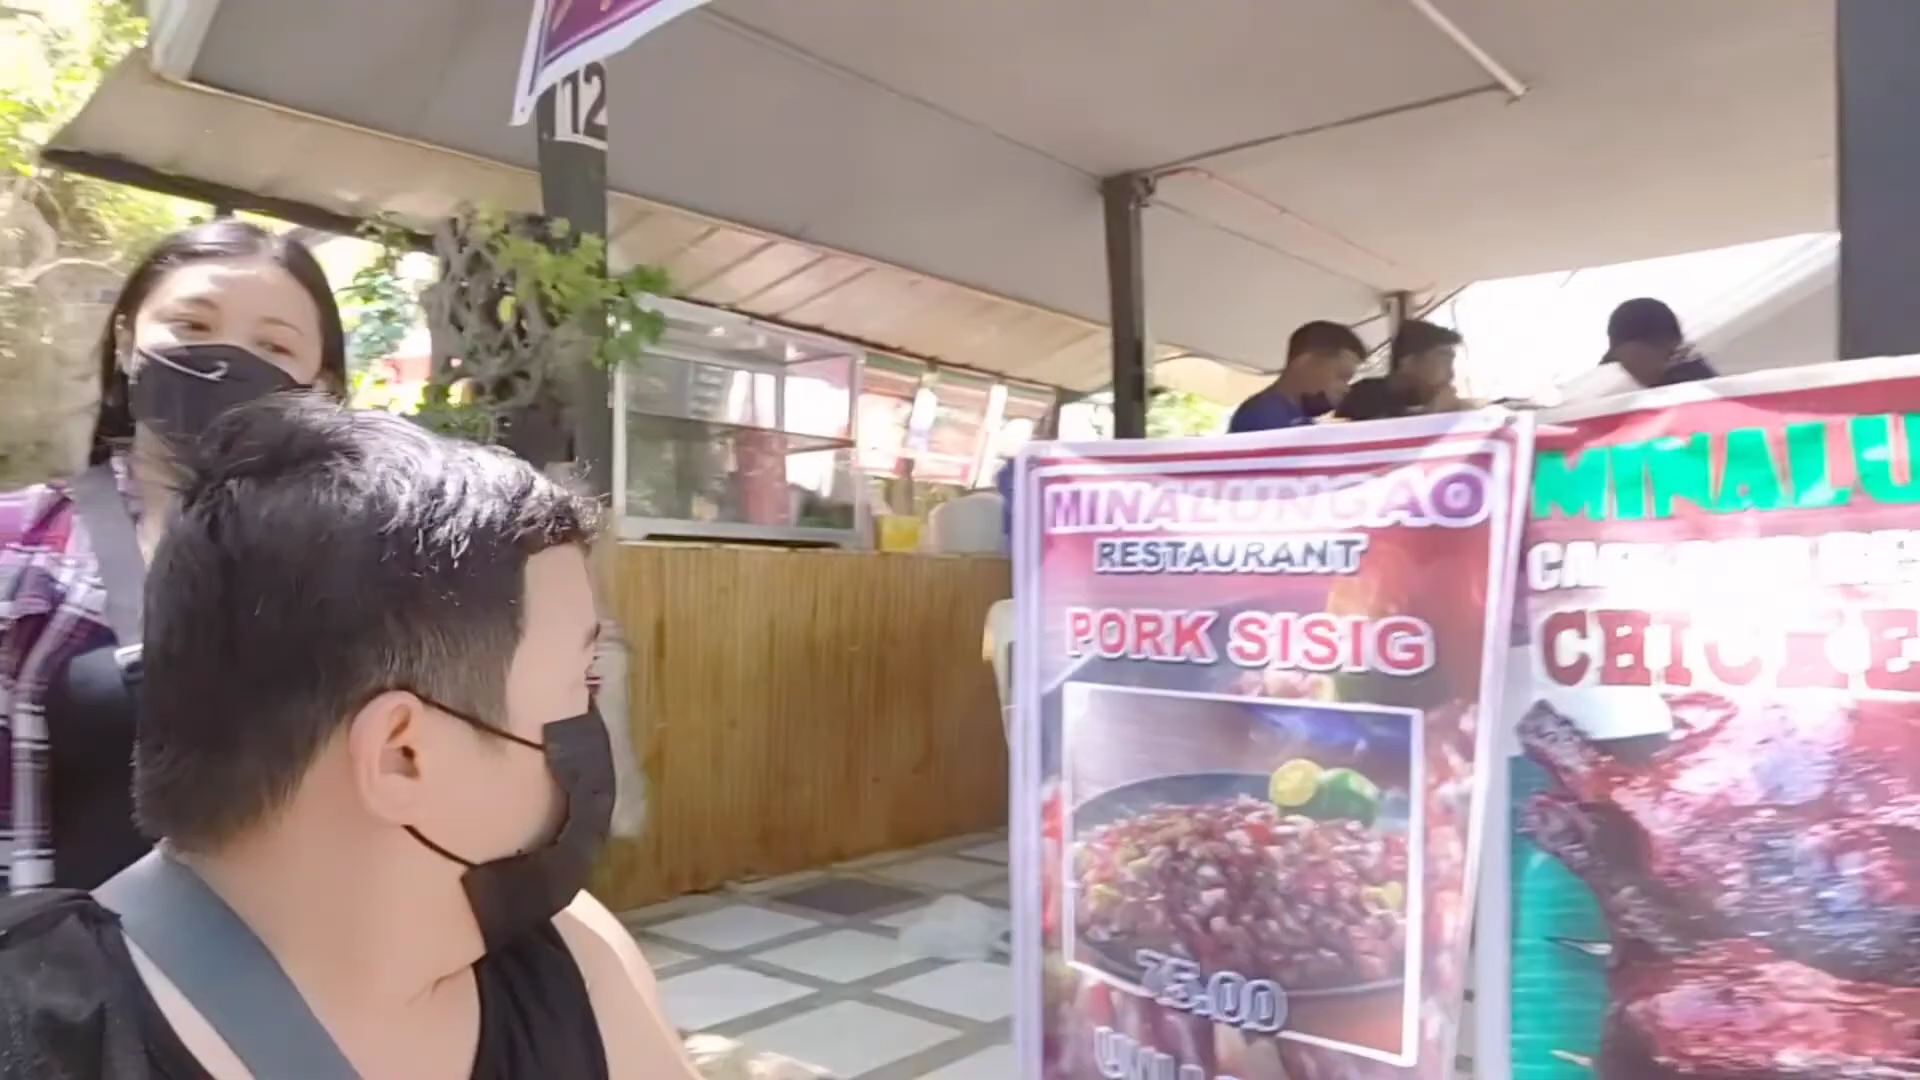 12
MINALUNGAO
RESTAURANT
PORK SISIG
75.00
MINALU
CHICKE